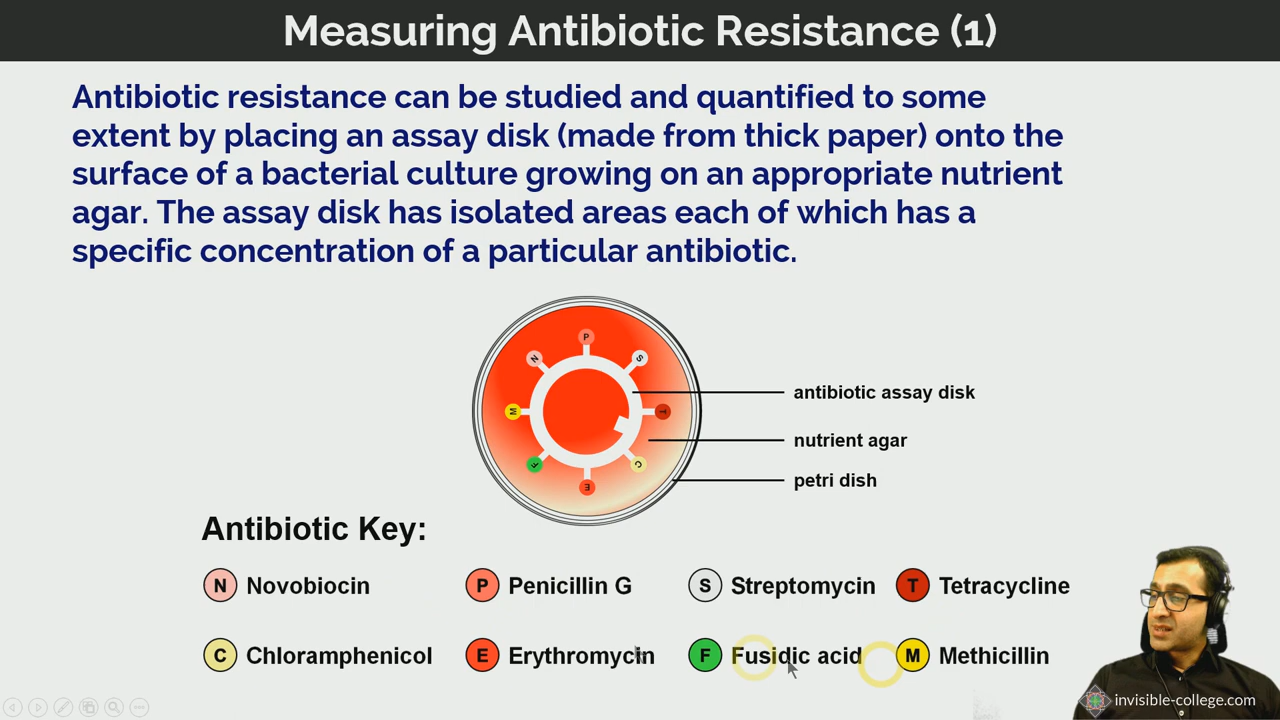 Measuring Antibiotic Resistance (1)
Antibiotic resistance can be studied and quantified to some
extent by placing an assay disk (made from thick paper) onto the
surface of a bacterial culture growing on an appropriate nutrient
agar. The assay disk has isolated areas each of which has a
specific concentration of a particular antibiotic.
P
N
S
M
T
F
C
E
antibiotic assay disk
nutrient agar
petri dish
Antibiotic Key:
N Novobiocin
P Penicillin G
S Streptomycin
T Tetracycline
C Chloramphenicol
E Erythromycin
F Fusidic acid
M Methicillin
invisible-college.com